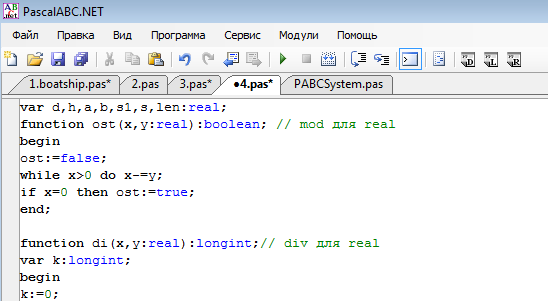 PascalABC.NET
Файл Правка Вид Программа Сервис Модули Помощь
1.boatship.pas* 2.pas 3.pas* ●4.pas* PABCSystem.pas
var d,h,a,b,s1,s,len:real;
function ost(x,y:real):boolean; // mod для real
begin
ost:=false;
while x>0 do x-=y;
if x=0 then ost:=true;
end;
function di(x,y:real):longint;// div для real
var k:longint;
begin
k:=0;